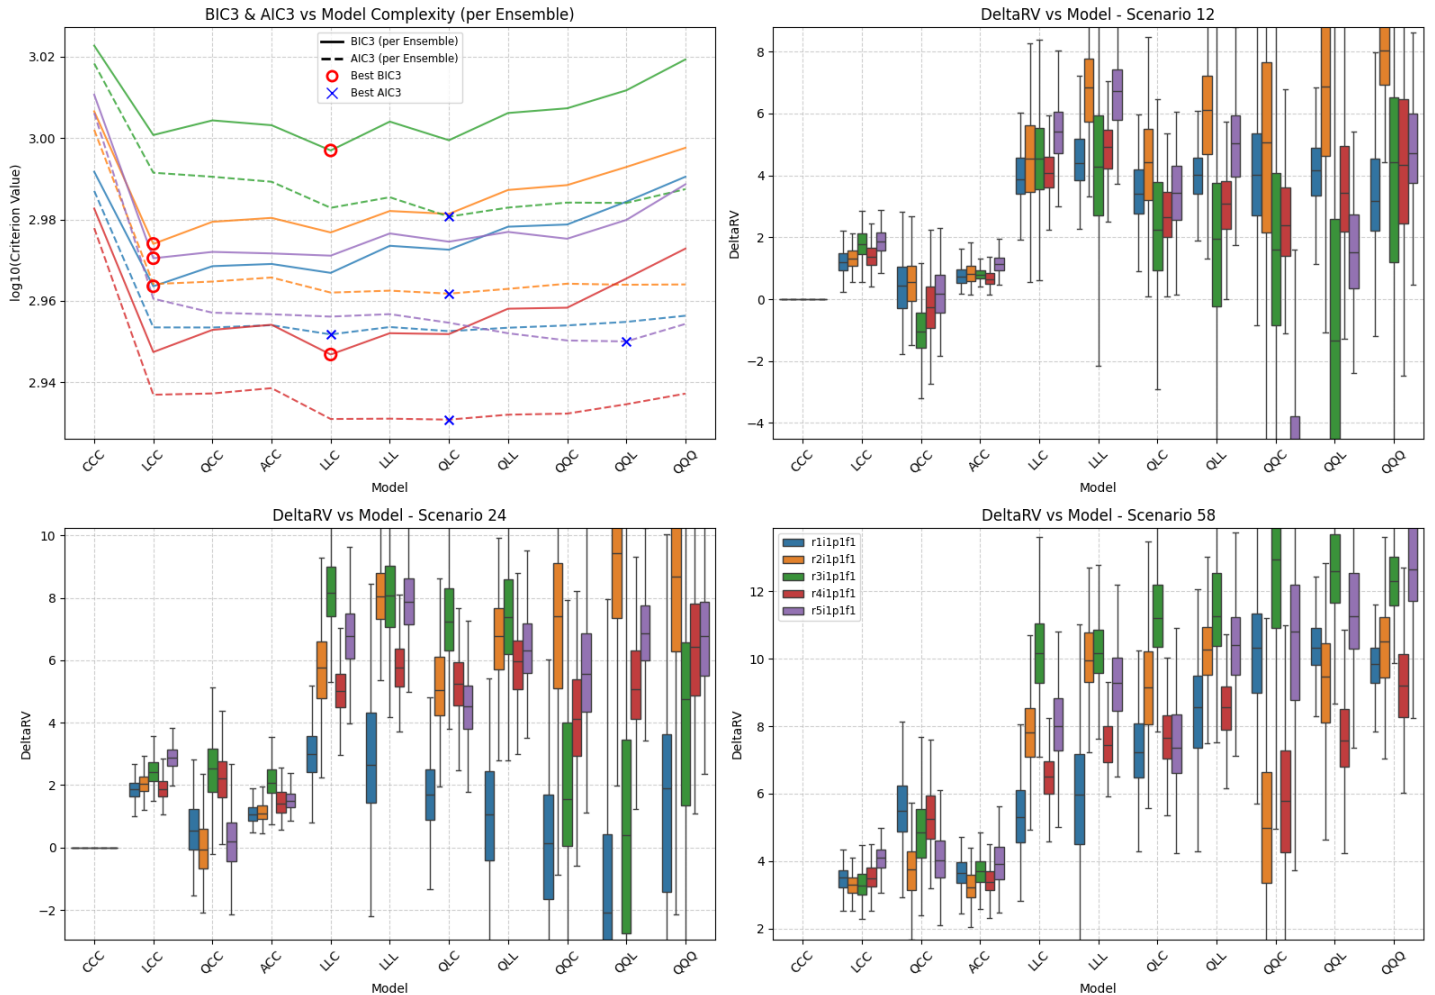 BIC3 & AIC3 vs Model Complexity (per Ensemble)
log10(Criterion Value)
3.02
3.00
2.98
2.96
2.94
BIC3 (per Ensemble)
AIC3 (per Ensemble)
Best BIC3
Best AIC3
CCC LCC QCC ACC LLC LLL QLC QLL QQC QQL QQQ
Model
DeltaRV vs Model - Scenario 12
DeltaRV
8
6
4
2
0
−2
−4
CCC LCC QCC ACC LLC LLL QLC QLL QQC QQL QQQ
Model
DeltaRV vs Model - Scenario 24
DeltaRV
10
8
6
4
2
0
−2
CCC LCC QCC ACC LLC LLL QLC QLL QQC QQL QQQ
Model
DeltaRV vs Model - Scenario 58
DeltaRV
12
10
8
6
4
2
r1i1p1f1
r2i1p1f1
r3i1p1f1
r4i1p1f1
r5i1p1f1
CCC LCC QCC ACC LLC LLL QLC QLL QQC QQL QQQ
Model